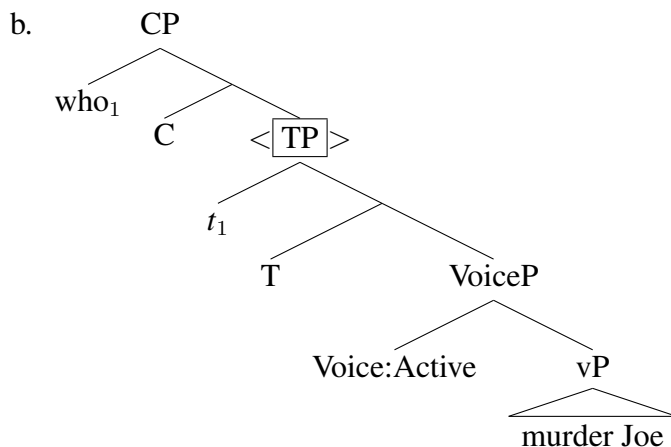 b. CP
who₁
C <TP>
t₁
T VoiceP
Voice:Active vP
murder Joe